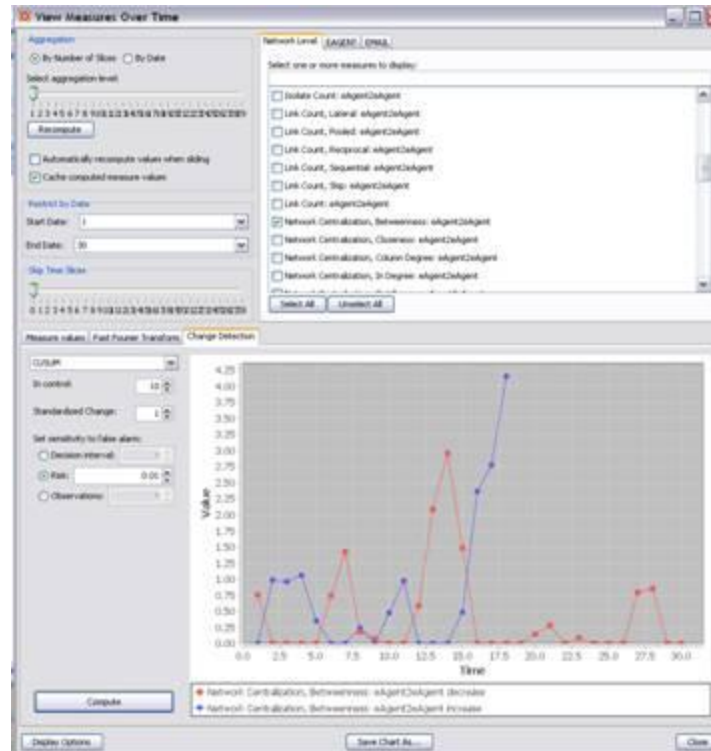 View Measures Over Time
Aggregation
By Number of Slices By Date
Select aggregation level:
Recompute
Automatically recompute values when sliding
Cache computed measure values
Restrict by Date
Start Date: 1
End Date: 30
Skip Time Slices
Network Level EAGENT EMAIL
Select one or more measures to display:
Isolate Count: eAgent2eAgent
Link Count, Lateral: eAgent2eAgent
Link Count, Pooled: eAgent2eAgent
Link Count, Reciprocal: eAgent2eAgent
Link Count, Sequential: eAgent2eAgent
Link Count, Skip: eAgent2eAgent
Link Count: eAgent2eAgent
Network Centralization, Betweenness: eAgent2eAgent
Network Centralization, Closeness: eAgent2eAgent
Network Centralization, Column Degree: eAgent2eAgent
Network Centralization, In Degree: eAgent2eAgent
Select All Unselect All
Measure values Fast Fourier Transform Change Detection
CUSUM
In control: 10
Standardized Change: 1
Set sensitivity to false alarm:
Decision interval:
Risk: 0.01
Observations:
Compute
4.25
4.00
3.75
3.50
3.25
3.00
2.75
2.50
2.25
2.00
1.75
1.50
1.25
1.00
0.75
0.50
0.25
0.00
Value
0.0 2.5 5.0 7.5 10.0 12.5 15.0 17.5 20.0 22.5 25.0 27.5 30.0
Time
Network Centralization, Betweenness: eAgent2eAgent decrease
Network Centralization, Betweenness: eAgent2eAgent increase
Display Options Save Chart As... Close